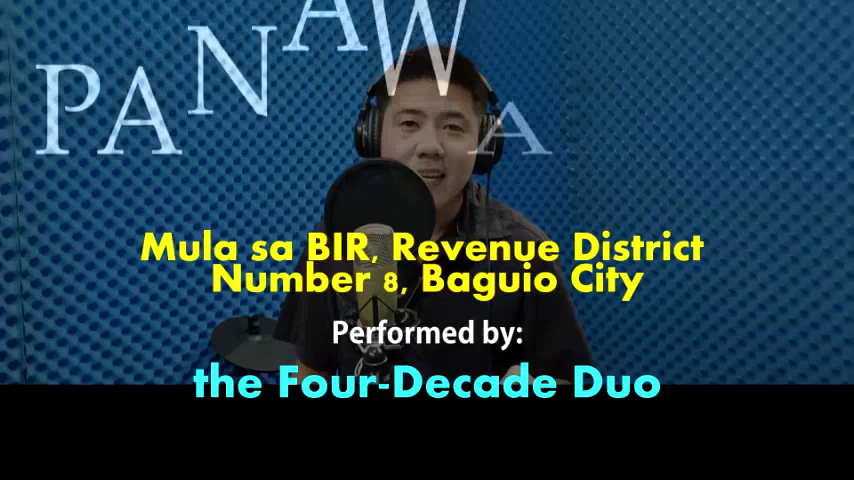 PANAWA
Mula sa BIR, Revenue District
Number 8, Baguio City
Performed by:
the Four-Decade Duo